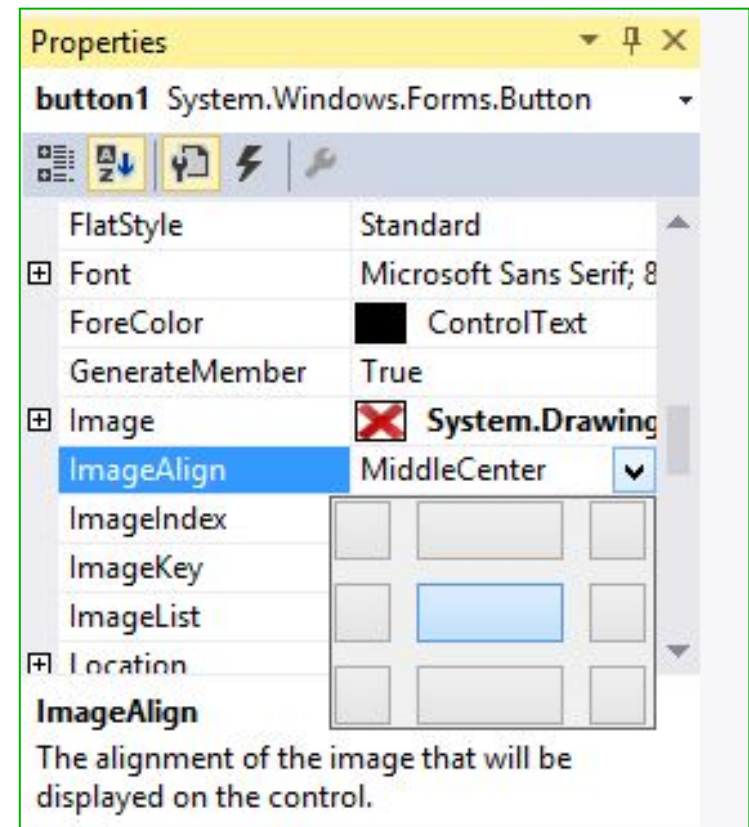 Properties
button1 System.Windows.Forms.Button
FlatStyle Standard
Font Microsoft Sans Serif; 8
ForeColor ControlText
GenerateMember True
Image System.Drawing
ImageAlign MiddleCenter
ImageIndex
ImageKey
ImageList
Location
ImageAlign
The alignment of the image that will be
displayed on the control.